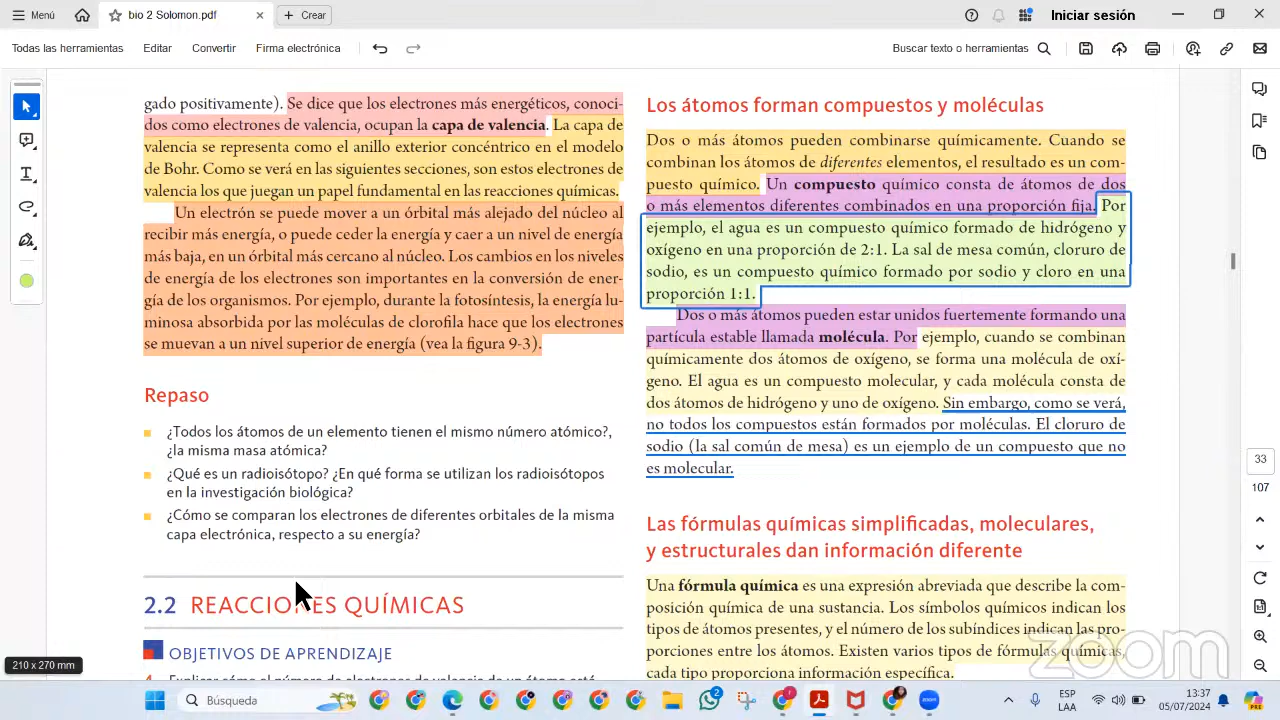 Menú
bio 2 Solomon.pdf
Crear
Iniciar sesión
Todas las herramientas
Editar
Convertir
Firma electrónica
Buscar texto o herramientas
gado positivamente). Se dice que los electrones más energéticos, conoci-
dos como electrones de valencia, ocupan la capa de valencia. La capa de
valencia se representa como el anillo exterior concéntrico en el modelo
de Bohr. Como se verá en las siguientes secciones, son estos electrones de
valencia los que juegan un papel fundamental en las reacciones químicas.
Un electrón se puede mover a un órbital más alejado del núcleo al
recibir más energía, o puede ceder la energía y caer a un nivel de energía
más baja, en un órbital más cercano al núcleo. Los cambios en los niveles
de energía de los electrones son importantes en la conversión de ener-
gía de los organismos. Por ejemplo, durante la fotosíntesis, la energía lu-
minosa absorbida por las moléculas de clorofila hace que los electrones
se muevan a un nivel superior de energía (vea la figura 9-3).
Repaso
¿Todos los átomos de un elemento tienen el mismo número atómico?,
¿la misma masa atómica?
¿Qué es un radioisótopo? ¿En qué forma se utilizan los radioisótopos
en la investigación biológica?
¿Cómo se comparan los electrones de diferentes orbitales de la misma
capa electrónica, respecto a su energía?
2.2 REACCIONES QUÍMICAS
OBJETIVOS DE APRENDIZAJE
4 Explicar cómo el número de electrones de valencia de un átomo está
Los átomos forman compuestos y moléculas
Dos o más átomos pueden combinarse químicamente. Cuando se
combinan los átomos de diferentes elementos, el resultado es un com-
puesto químico. Un compuesto químico consta de átomos de dos
o más elementos diferentes combinados en una proporción fija. Por
ejemplo, el agua es un compuesto químico formado de hidrógeno y
oxígeno en una proporción de 2:1. La sal de mesa común, cloruro de
sodio, es un compuesto químico formado por sodio y cloro en una
proporción 1:1.
Dos o más átomos pueden estar unidos fuertemente formando una
partícula estable llamada molécula. Por ejemplo, cuando se combinan
químicamente dos átomos de oxígeno, se forma una molécula de oxí-
geno. El agua es un compuesto molecular, y cada molécula consta de
dos átomos de hidrógeno y uno de oxígeno. Sin embargo, como se verá,
no todos los compuestos están formados por moléculas. El cloruro de
sodio (la sal común de mesa) es un ejemplo de un compuesto que no
es molecular.
Las fórmulas químicas simplificadas, moleculares,
y estructurales dan información diferente
Una fórmula química es una expresión abreviada que describe la com-
posición química de una sustancia. Los símbolos químicos indican los
tipos de átomos presentes, y el número de los subíndices indican las pro-
porciones entre los átomos. Existen varios tipos de fórmulas químicas,
cada tipo proporciona información específica.
33
107
zoom
210 x 270 mm
Búsqueda
2
ESP
LAA
13:37
05/07/2024